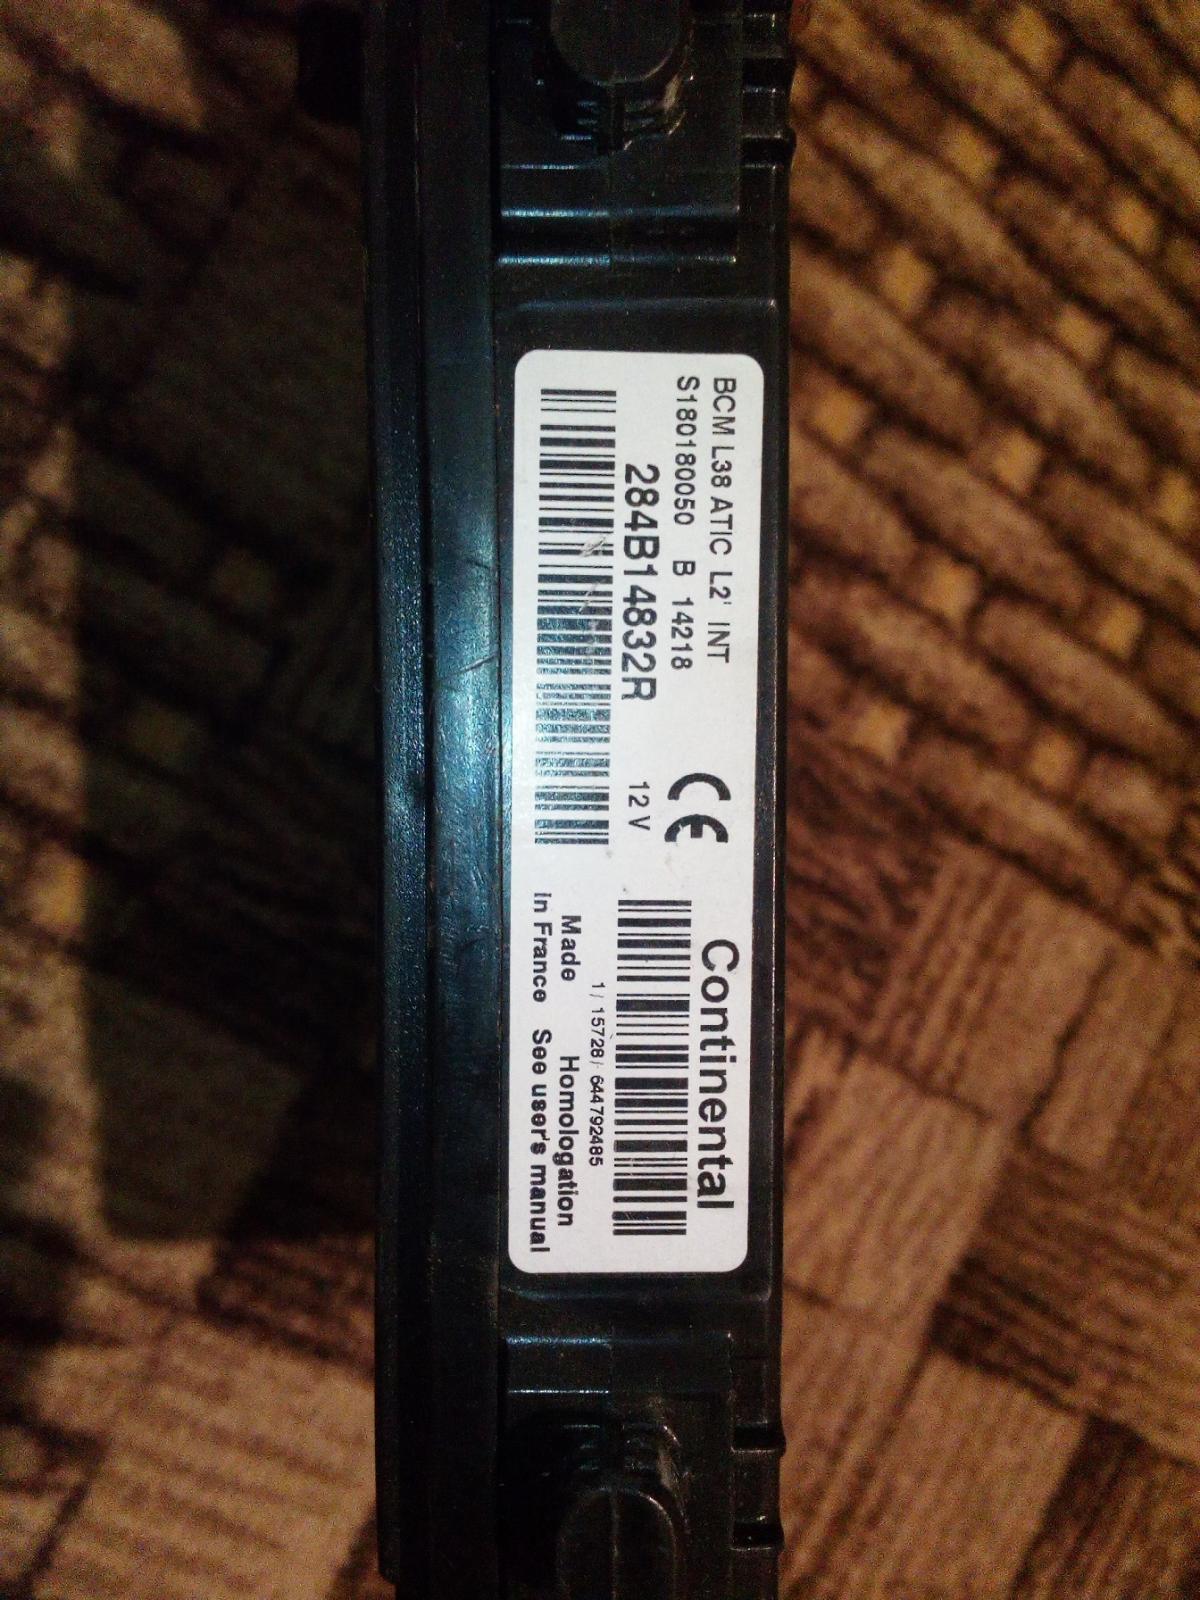 BCM L38 ATIC L2' INT
S180180050 B 14218
284B14832R
12 V
CE
Continental
1/ 15728/ 644792485
Made
in France
Homologation
See user's manual